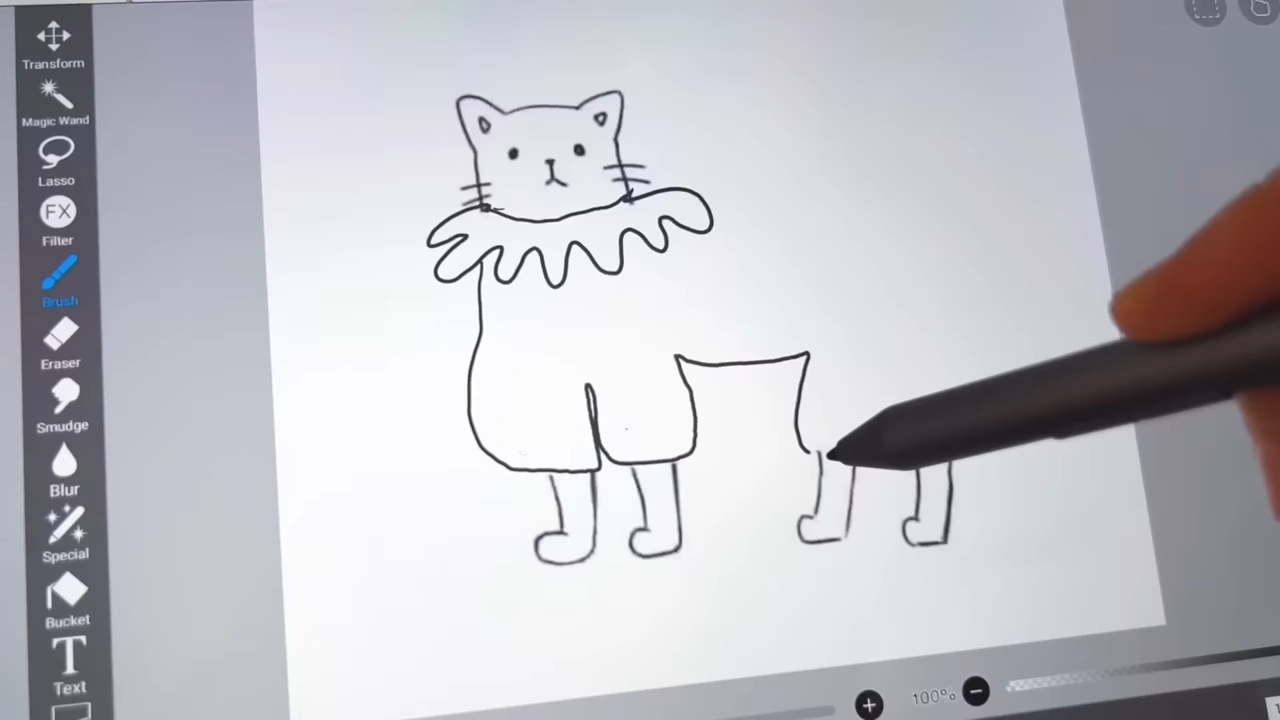 Transform
Magic Wand
Lasso
FX
Filter
Brush
Eraser
Smudge
Blur
Special
Bucket
T
Text
100%